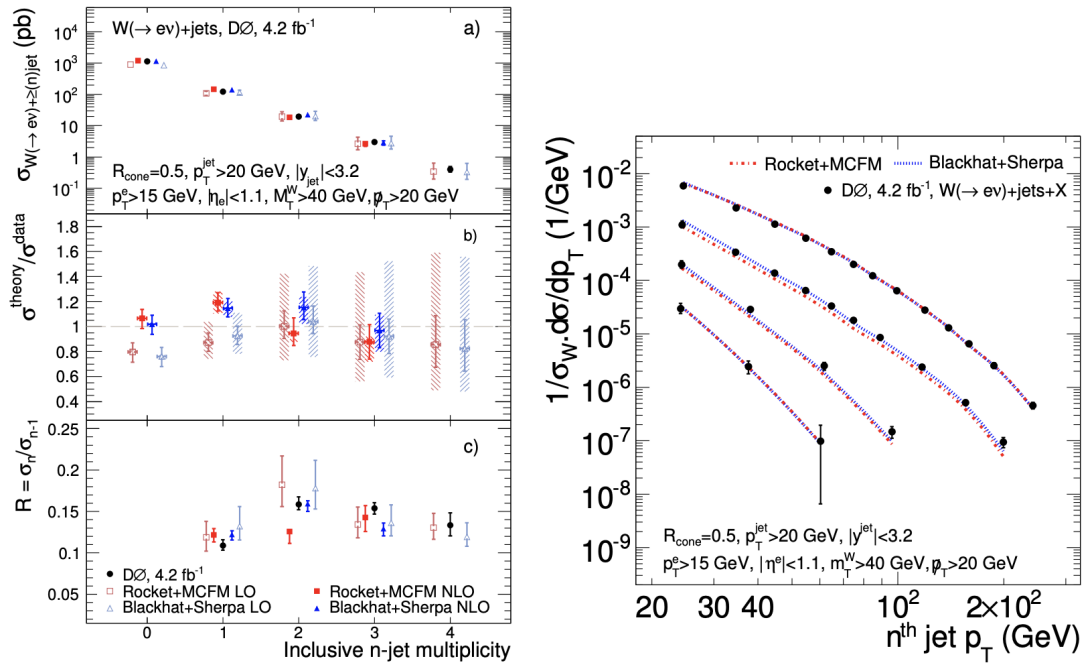 σ_W(→ eν)+≥(n)jet (pb)
W(→ eν)+jets, DØ, 4.2 fb⁻¹
a)
10⁴
10³
10²
10
1
10⁻¹
R_cone=0.5, p_T^jet>20 GeV, |y_jet|<3.2
p_T^e>15 GeV, |η_e|<1.1, M_T^W>40 GeV, p̸_T>20 GeV
σ^theory/σ^data
b)
1.8
1.6
1.4
1.2
1
0.8
0.6
0.4
R = σ_n/σ_n-1
c)
0.25
0.2
0.15
0.1
0.05
DØ, 4.2 fb⁻¹
Rocket+MCFM LO
Rocket+MCFM NLO
Blackhat+Sherpa LO
Blackhat+Sherpa NLO
0 1 2 3 4
Inclusive n-jet multiplicity
1/σ_W.dσ/dp_T (1/GeV)
Rocket+MCFM
Blackhat+Sherpa
DØ, 4.2 fb⁻¹, W(→ eν)+jets+X
10⁻²
10⁻³
10⁻⁴
10⁻⁵
10⁻⁶
10⁻⁷
10⁻⁸
10⁻⁹
R_cone=0.5, p_T^jet>20 GeV, |y^jet|<3.2
p_T^e>15 GeV, |η^e|<1.1, m_T^W>40 GeV, p̸_T>20 GeV
20 30 10² 2×10²
n^th jet p_T (GeV)